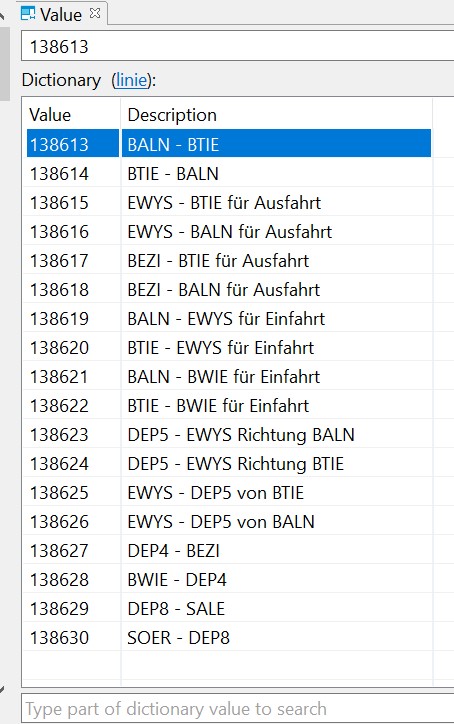 Value
138613
Dictionary (linie):
Value Description
138613 BALN - BTIE
138614 BTIE - BALN
138615 EWYS - BTIE für Ausfahrt
138616 EWYS - BALN für Ausfahrt
138617 BEZI - BTIE für Ausfahrt
138618 BEZI - BALN für Ausfahrt
138619 BALN - EWYS für Einfahrt
138620 BTIE - EWYS für Einfahrt
138621 BALN - BWIE für Einfahrt
138622 BTIE - BWIE für Einfahrt
138623 DEP5 - EWYS Richtung BALN
138624 DEP5 - EWYS Richtung BTIE
138625 EWYS - DEP5 von BTIE
138626 EWYS - DEP5 von BALN
138627 DEP4 - BEZI
138628 BWIE - DEP4
138629 DEP8 - SALE
138630 SOER - DEP8
Type part of dictionary value to search